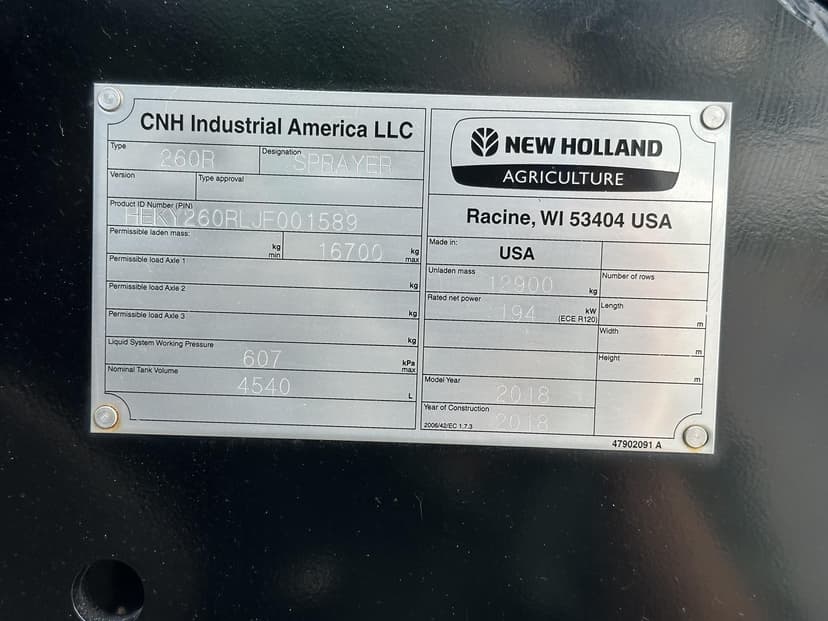 CNH Industrial America LLC
Type 260R Designation SPRAYER
Version Type approval
Product ID Number (PIN)
HEKY260RLJF001589
Permissible laden mass:
kg min 16700 kg max
Permissible load Axle 1 kg
Permissible load Axle 2 kg
Permissible load Axle 3 kg
Liquid System Working Pressure 607 kPa max
Nominal Tank Volume 4540 L
NEW HOLLAND
AGRICULTURE
Racine, WI 53404 USA
Made in: USA
Unladen mass 12900 kg
Rated net power 194 kW (ECE R120)
Number of rows
Length m
Width m
Height m
Model Year 2018
Year of Construction 2018
2006/42/EC 1.7.3
47902091 A